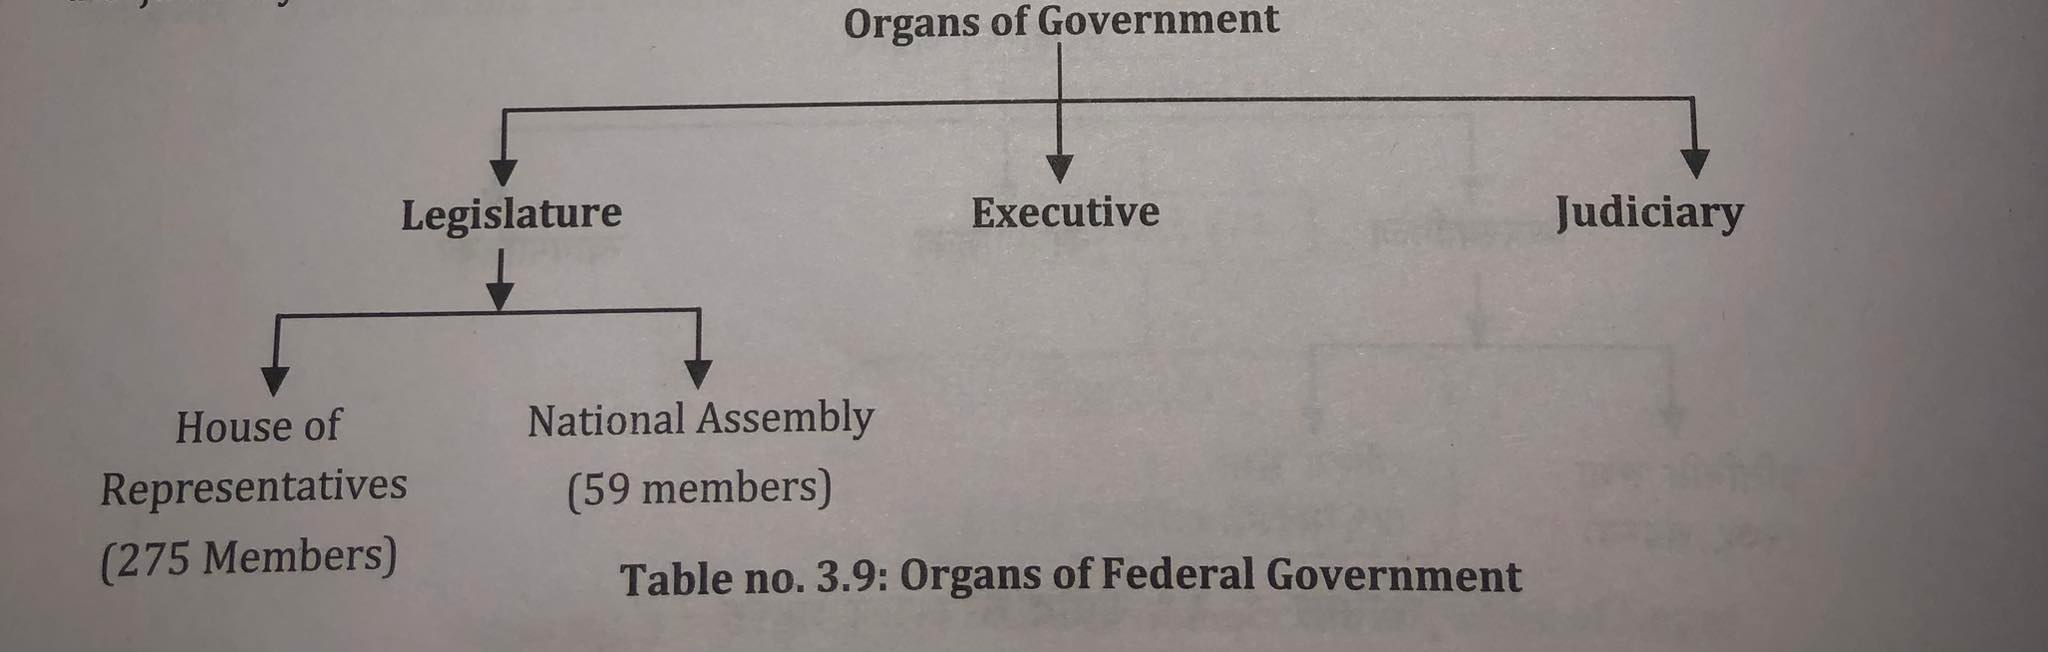 Organs of Government
Legislature
Executive
Judiciary
House of
Representatives
(275 Members)
National Assembly
(59 members)
Table no. 3.9: Organs of Federal Government